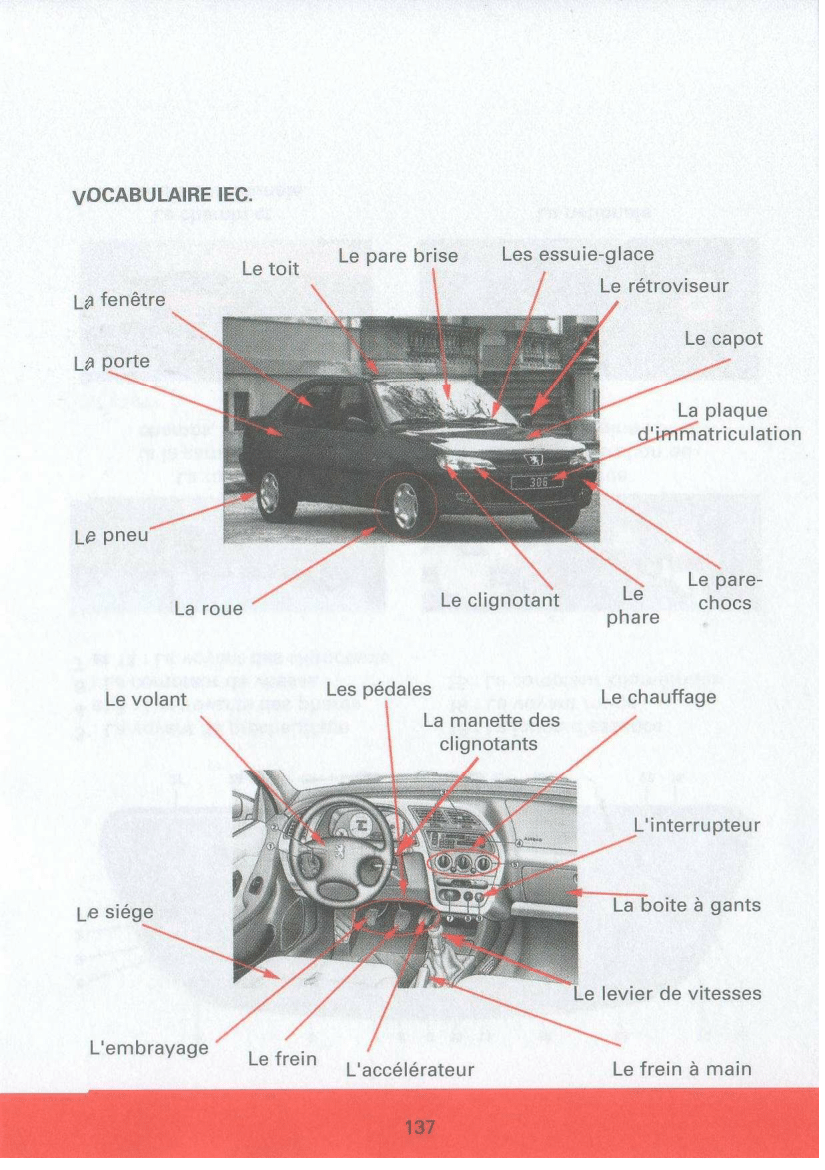 VOCABULAIRE IEC.
Le toit
Le pare brise
Les essuie-glace
Le rétroviseur
La fenêtre
Le capot
La porte
La plaque
d'immatriculation
306
Le pneu
La roue
Le clignotant
Le
phare
Le pare-
chocs
Le volant
Les pédales
La manette des
clignotants
Le chauffage
L'interrupteur
La boite à gants
Le siége
Le levier de vitesses
L'embrayage
Le frein
L'accélérateur
Le frein à main
137